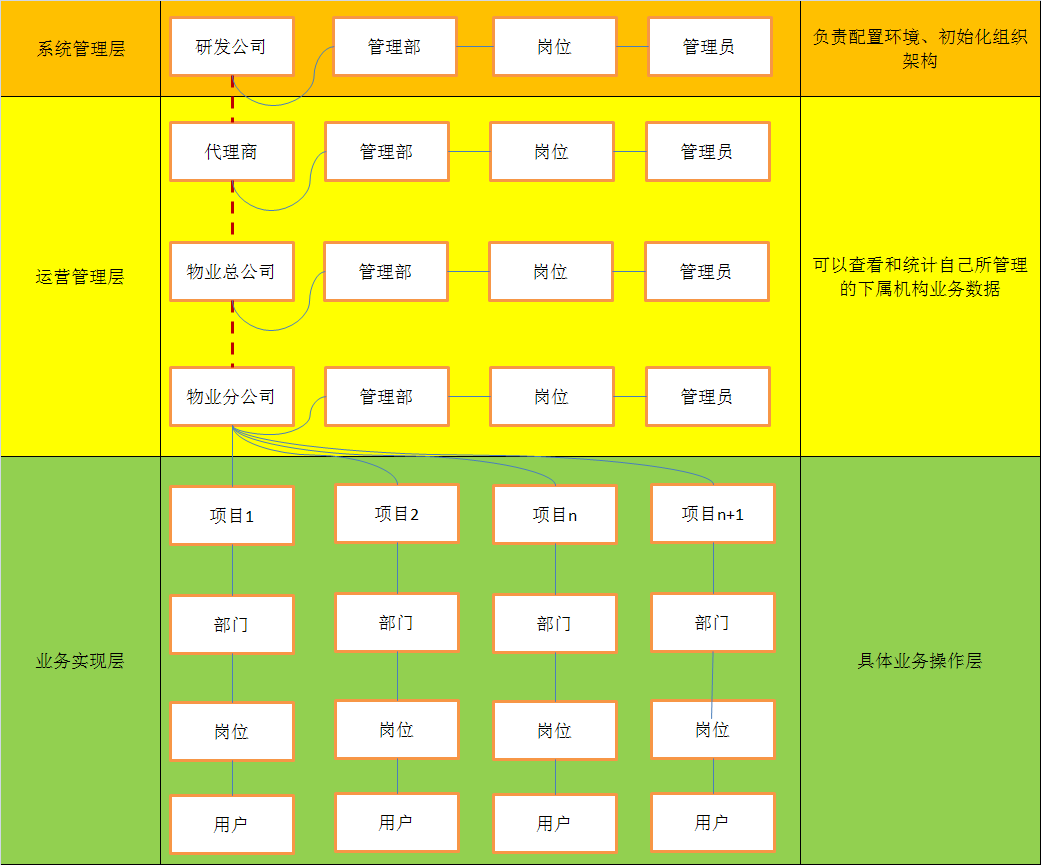 系统管理层
研发公司
管理部
岗位
管理员
负责配置环境、初始化组织
架构
代理商
管理部
岗位
管理员
运营管理层
物业总公司
管理部
岗位
管理员
可以查看和统计自己所管理
的下属机构业务数据
物业分公司
管理部
岗位
管理员
业务实现层
项目1
项目2
项目n
项目n+1
部门
部门
部门
部门
具体业务操作层
岗位
岗位
岗位
岗位
用户
用户
用户
用户